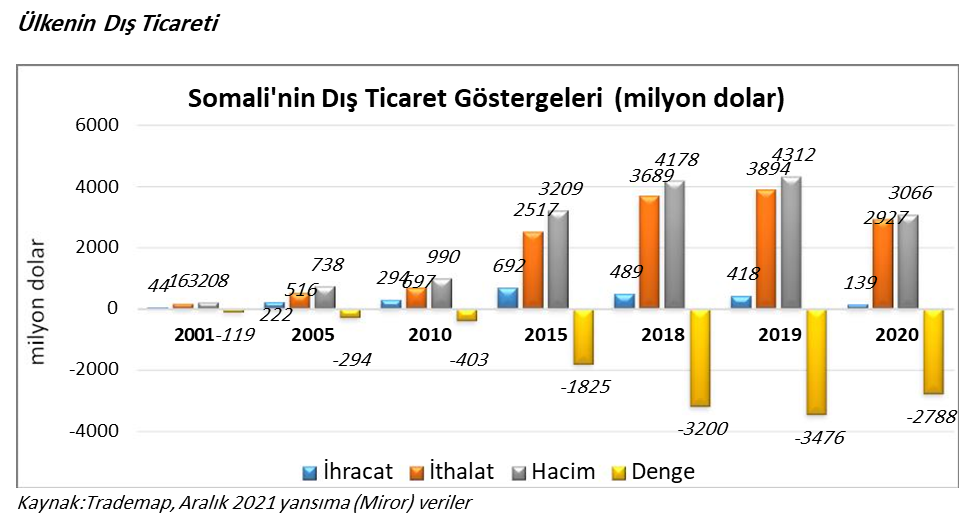 Ülkenin Dış Ticareti
Somali'nin Dış Ticaret Göstergeleri (milyon dolar)
milyon dolar
6000
4000
2000
0
-2000
-4000
44 163 208 -119
222 516 738 -294
294 697 990 -403
692 2517 3209 -1825
489 3689 4178 -3200
418 3894 4312 -3476
139 2927 3066 -2788
2001 2005 2010 2015 2018 2019 2020
İhracat İthalat Hacim Denge
Kaynak:Trademap, Aralık 2021 yansıma (Miror) veriler